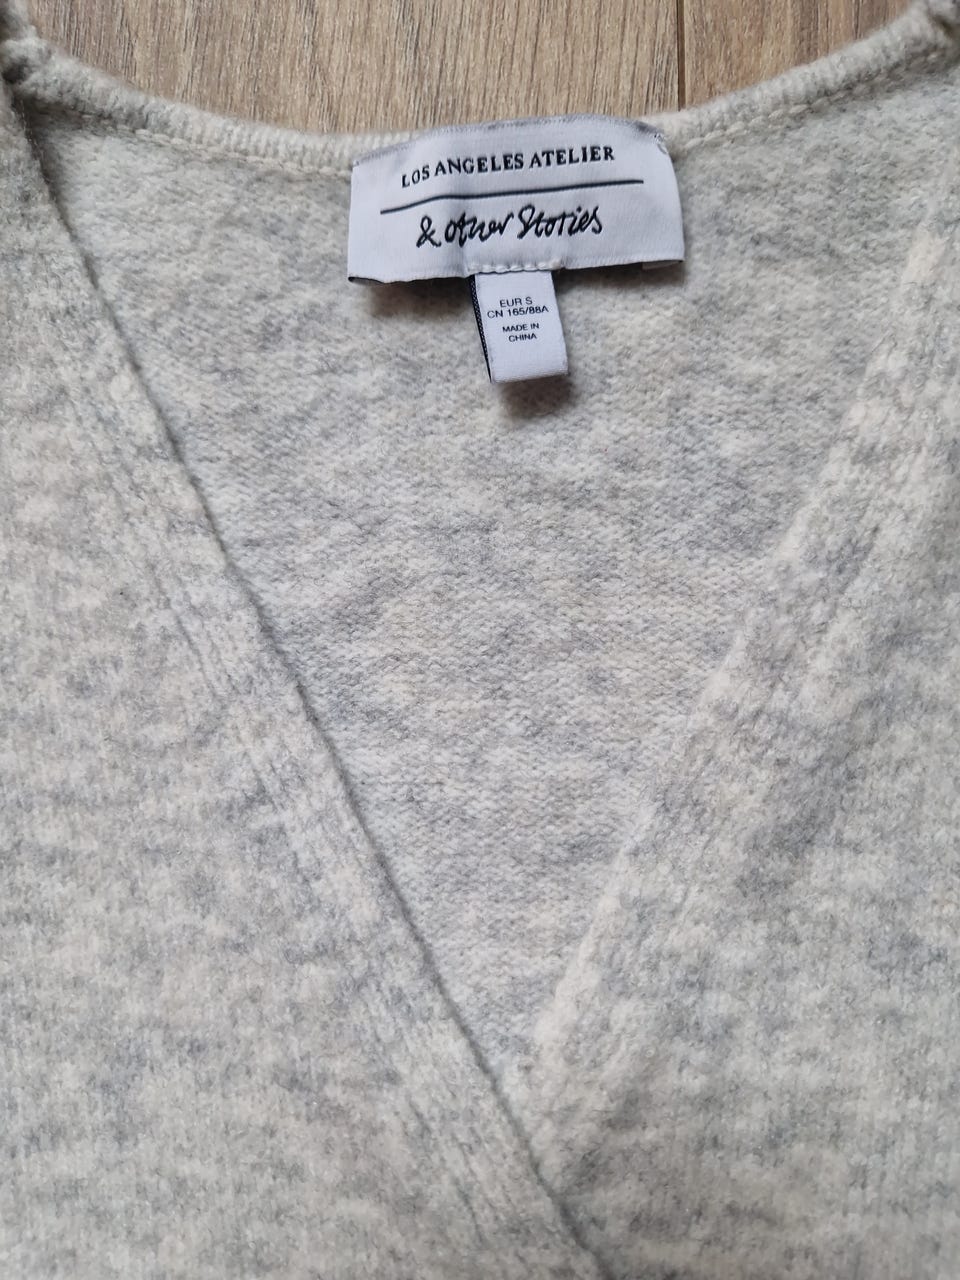 LOS ANGELES ATELIER
& Other Stories
EUR S
CN 165/88A
MADE IN
CHINA